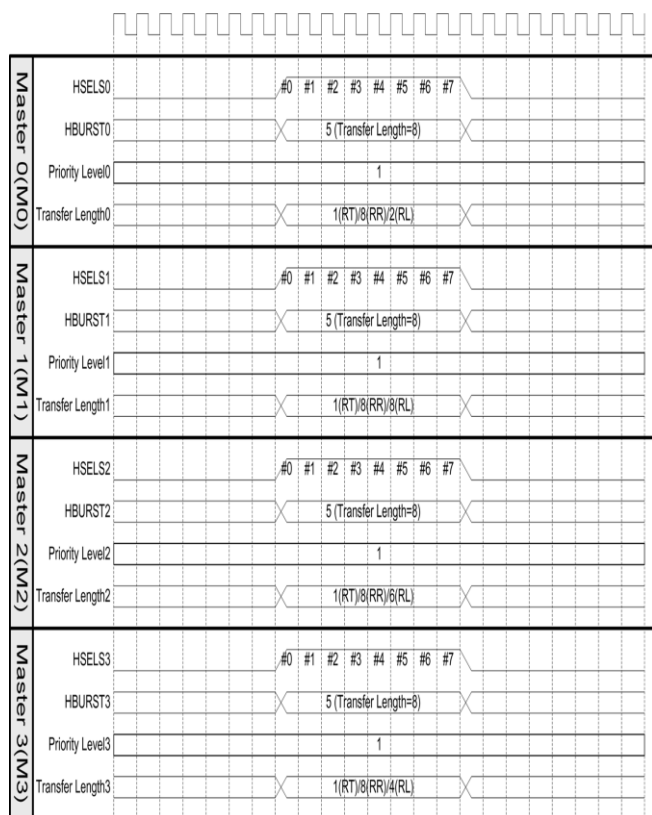 Master 0(M0)
HSELS0 #0 #1 #2 #3 #4 #5 #6 #7
HBURST0 5 (Transfer Length=8)
Priority Level0 1
Transfer Length0 1(RT)/8(RR)/2(RL)
Master 1(M1)
HSELS1 #0 #1 #2 #3 #4 #5 #6 #7
HBURST1 5 (Transfer Length=8)
Priority Level1 1
Transfer Length1 1(RT)/8(RR)/8(RL)
Master 2(M2)
HSELS2 #0 #1 #2 #3 #4 #5 #6 #7
HBURST2 5 (Transfer Length=8)
Priority Level2 1
Transfer Length2 1(RT)/8(RR)/6(RL)
Master 3(M3)
HSELS3 #0 #1 #2 #3 #4 #5 #6 #7
HBURST3 5 (Transfer Length=8)
Priority Level3 1
Transfer Length3 1(RT)/8(RR)/4(RL)